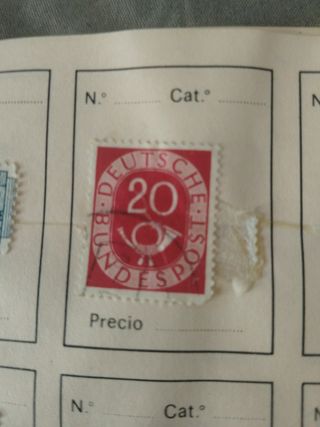 N.º ........ Cat.º ........
DEUTSCHE
20
BUNDESPOST
Precio ........
N.º ........ Cat.º ........